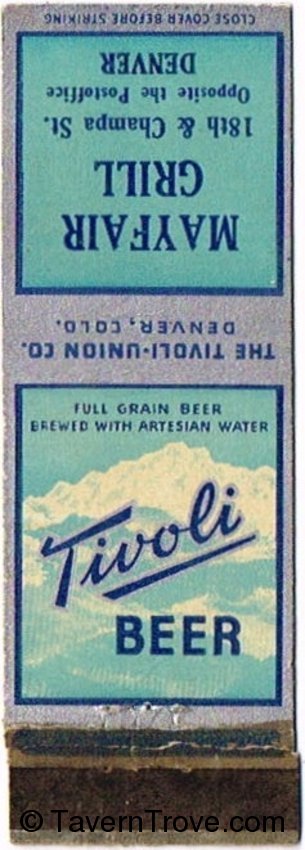 CLOSE COVER BEFORE STRIKING
MAYFAIR
GRILL
18th & Champa St.
Opposite the Postoffice
DENVER
THE TIVOLI-UNION CO.
DENVER, COLO.
FULL GRAIN BEER
BREWED WITH ARTESIAN WATER
Tivoli
BEER
© TavernTrove.com